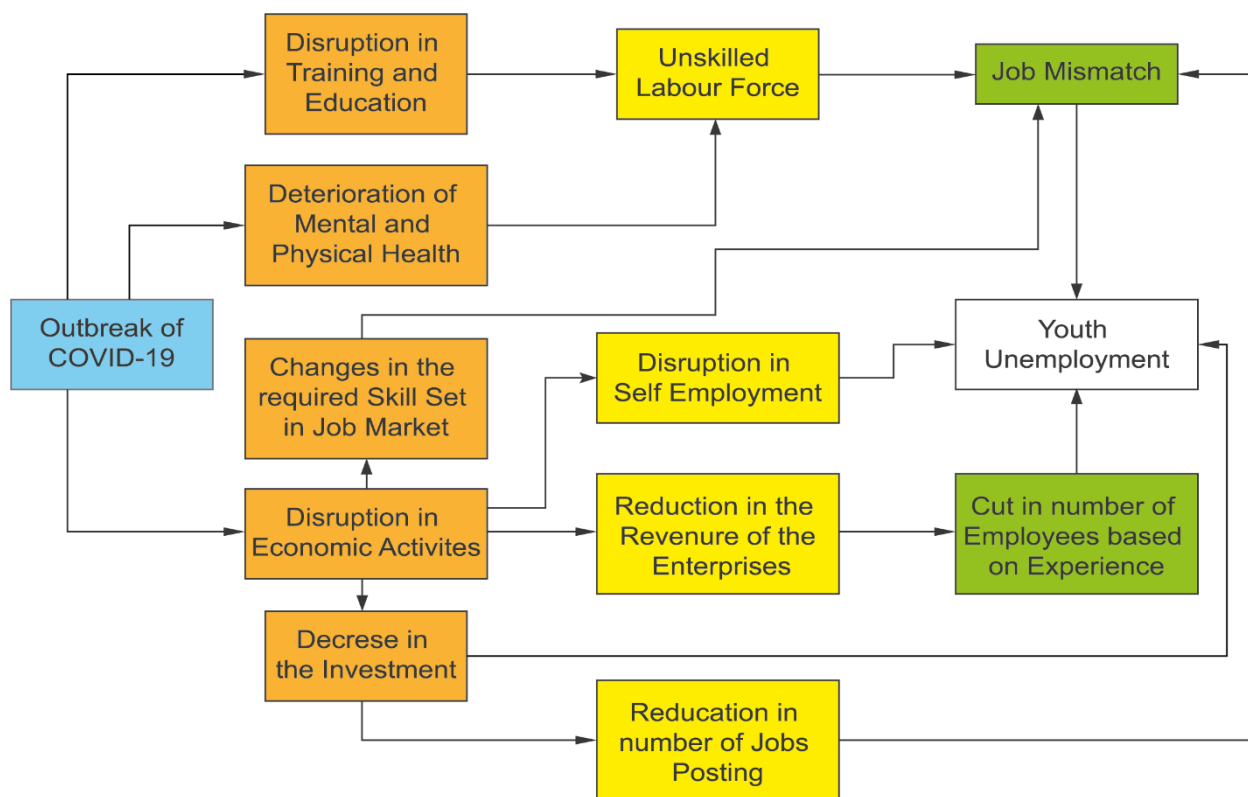 Disruption in
Training and
Education
Unskilled
Labour Force
Job Mismatch
Deterioration of
Mental and
Physical Health
Outbreak of
COVID-19
Changes in the
required Skill Set
in Job Market
Disruption in
Self Employment
Youth
Unemployment
Disruption in
Economic Activites
Reduction in the
Revenure of the
Enterprises
Cut in number of
Employees based
on Experience
Decrese in
the Investment
Reducation in
number of Jobs
Posting